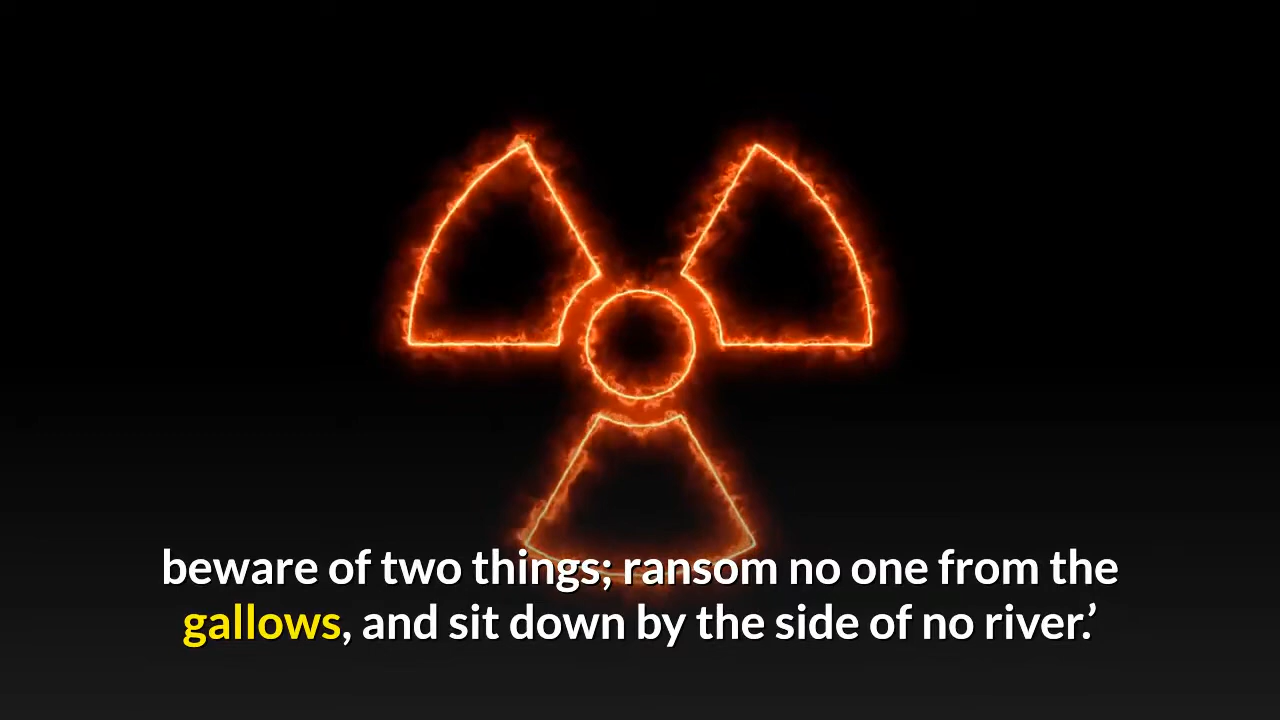 beware of two things; ransom no one from the
gallows, and sit down by the side of no river.’